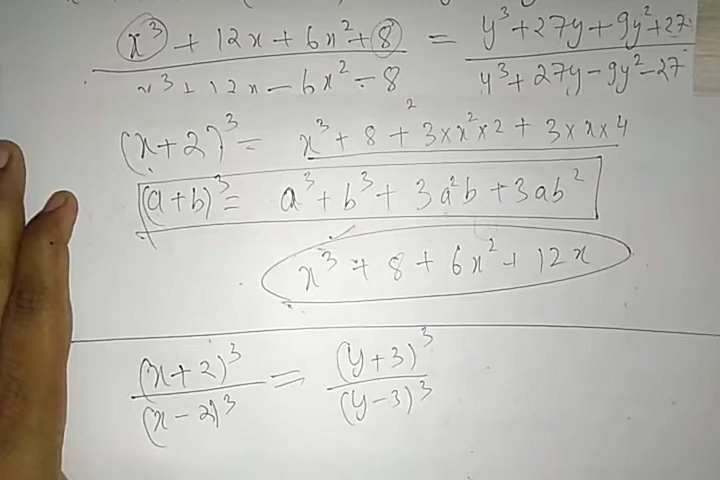 x³ + 12x + 6x² + 8 / x³ + 12x - 6x² - 8 = y³ + 27y + 9y² + 27 / y³ + 27y - 9y² - 27
(x+2)³ = x³ + 8 + 3×x²×2 + 3×x×4
(a+b)³ = a³ + b³ + 3a²b + 3ab²
x³ + 8 + 6x² + 12x
(x+2)³ / (x-2)³ = (y+3)³ / (y-3)³